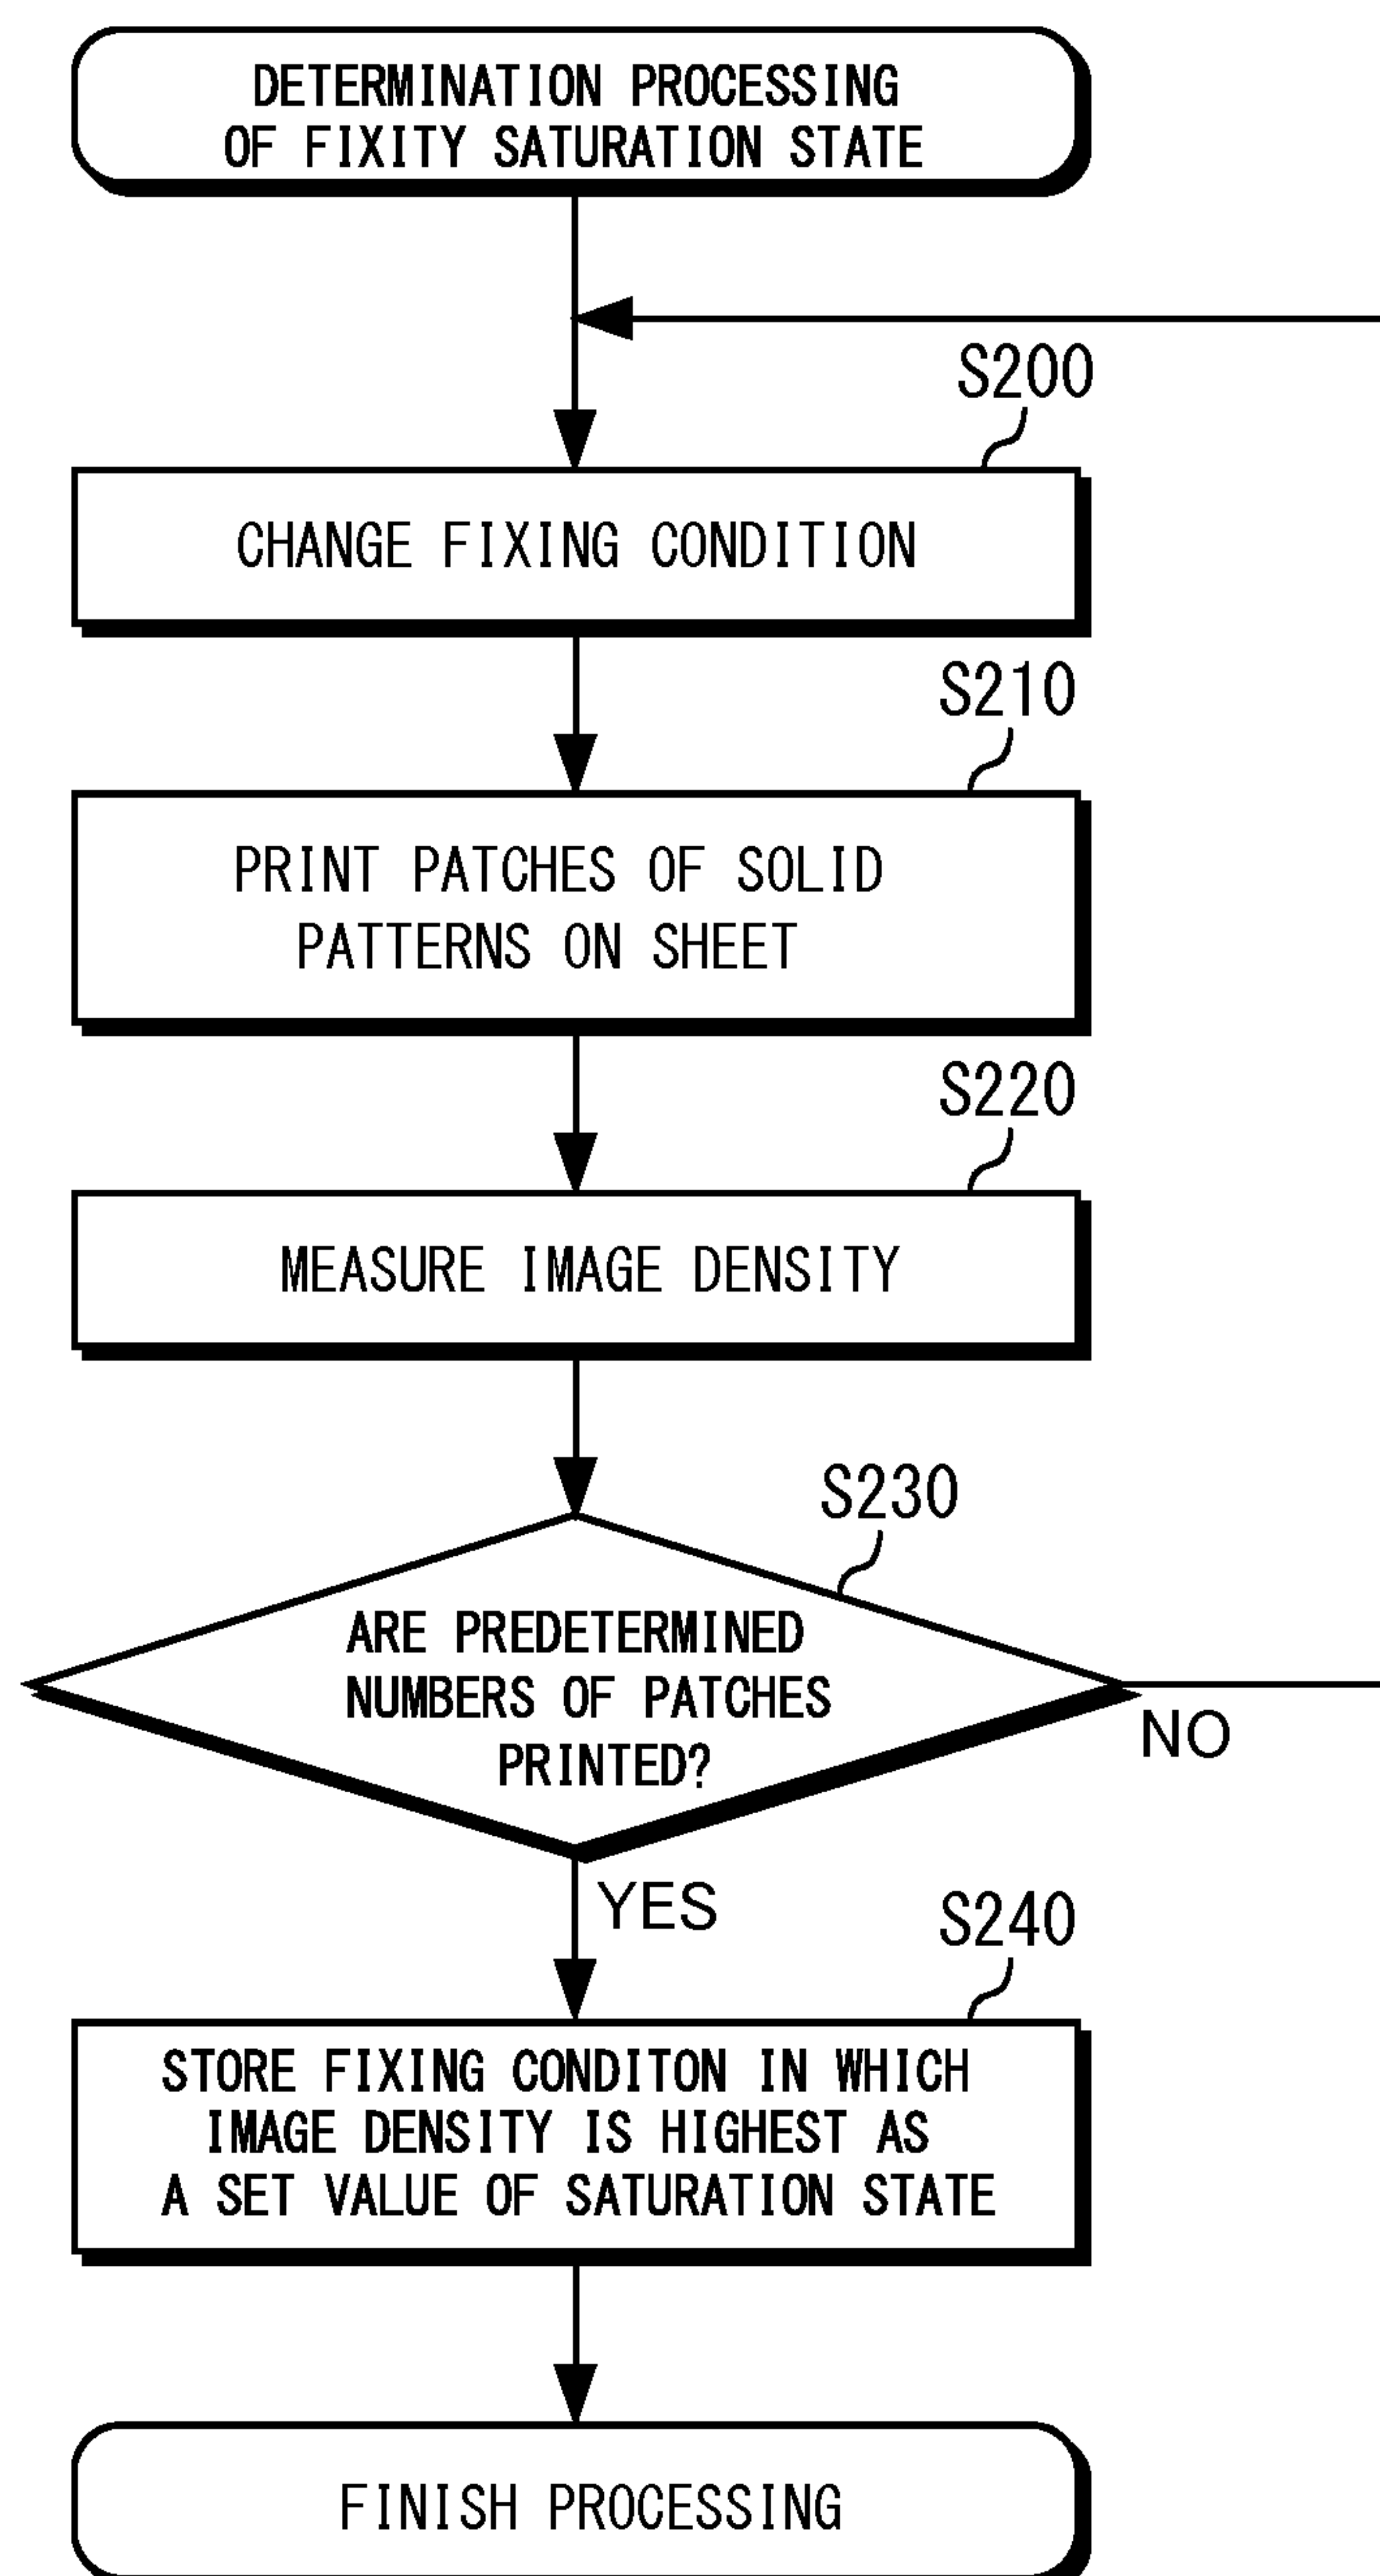 DETERMINATION PROCESSING
OF FIXITY SATURATION STATE
S200
CHANGE FIXING CONDITION
S210
PRINT PATCHES OF SOLID
PATTERNS ON SHEET
S220
MEASURE IMAGE DENSITY
S230
ARE PREDETERMINED
NUMBERS OF PATCHES
PRINTED?
NO
YES
S240
STORE FIXING CONDITON IN WHICH
IMAGE DENSITY IS HIGHEST AS
A SET VALUE OF SATURATION STATE
FINISH PROCESSING